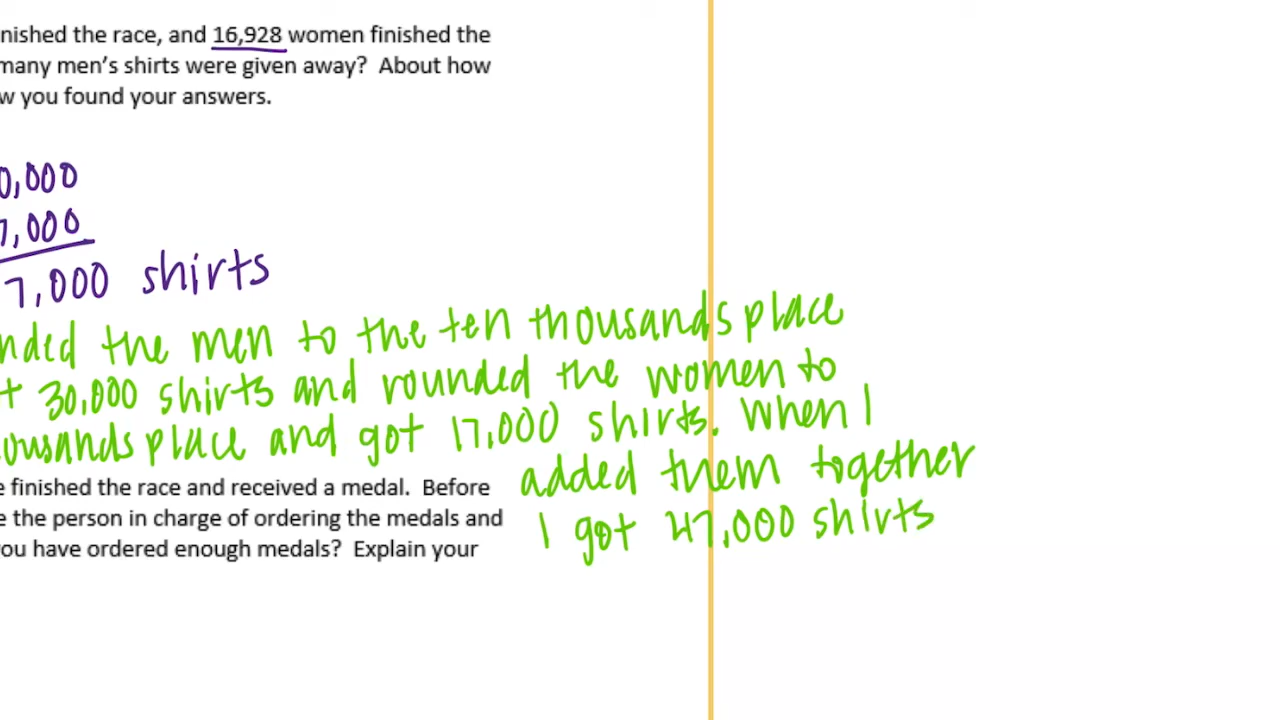 nished the race, and 16,928 women finished the
many men's shirts were given away? About how
w you found your answers.
0,000
7,000
7,000 shirts
nded the men to the ten thousands place
t 30,000 shirts and rounded the women to
ousands place and got 17,000 shirts. When I
added them together
I got 47,000 shirts
e finished the race and received a medal. Before
e the person in charge of ordering the medals and
ou have ordered enough medals? Explain your